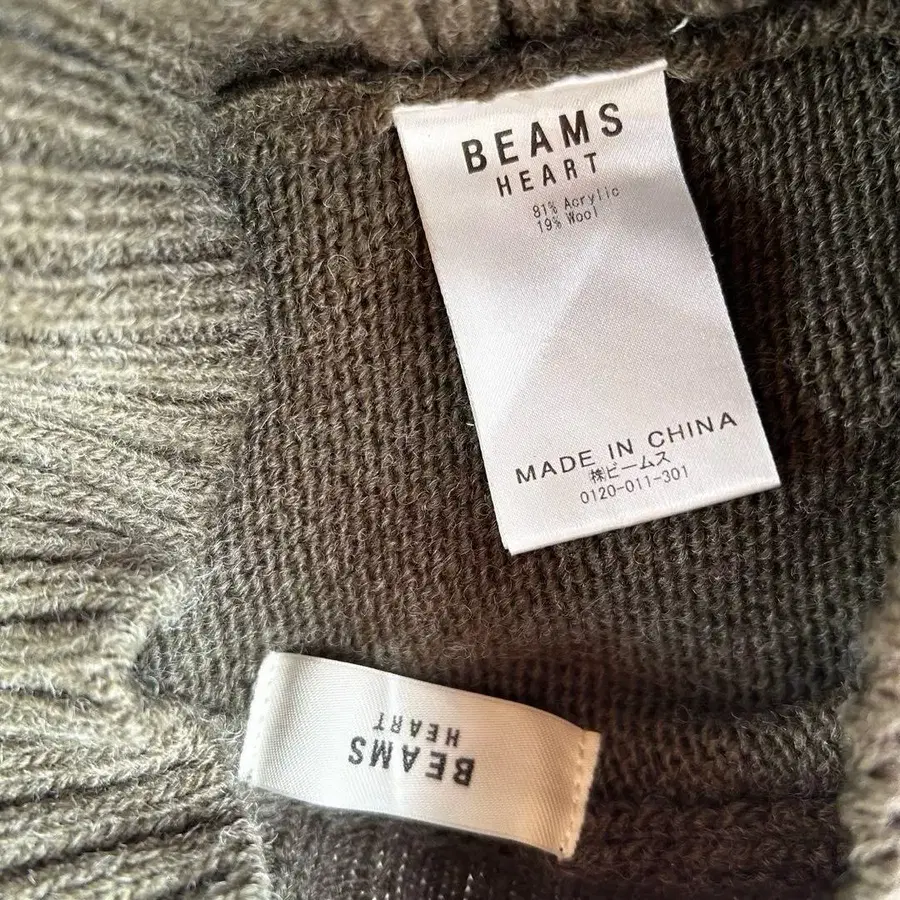 BEAMS
HEART
81% Acrylic
19% Wool
MADE IN CHINA
㈱ビームス
0120-011-301
BEAMS
HEART